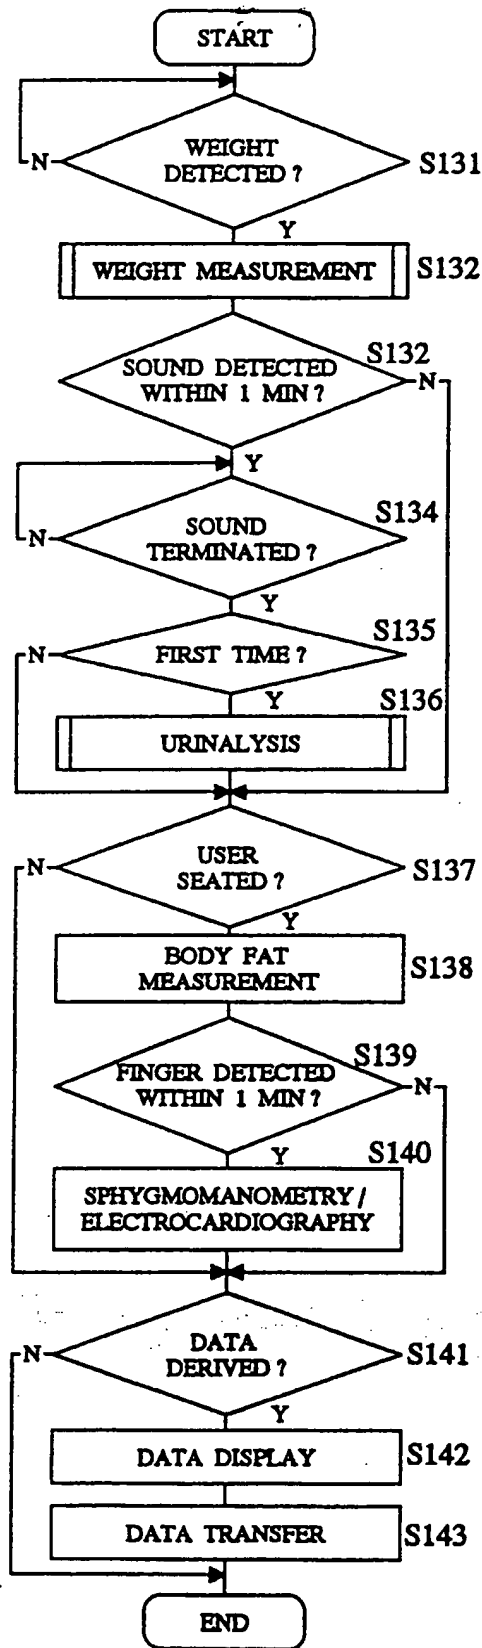 START
WEIGHT
DETECTED ?
N
S131
Y
WEIGHT MEASUREMENT
S132
S132
SOUND DETECTED
WITHIN 1 MIN ?
N
Y
S134
SOUND
TERMINATED ?
N
Y
S135
FIRST TIME ?
N
Y
S136
URINALYSIS
USER
SEATED ?
N
S137
Y
BODY FAT
MEASUREMENT
S138
S139
FINGER DETECTED
WITHIN 1 MIN ?
N
Y
S140
SPHYGMOMANOMETRY /
ELECTROCARDIOGRAPHY
DATA
DERIVED ?
N
S141
Y
DATA DISPLAY
S142
DATA TRANSFER
S143
END